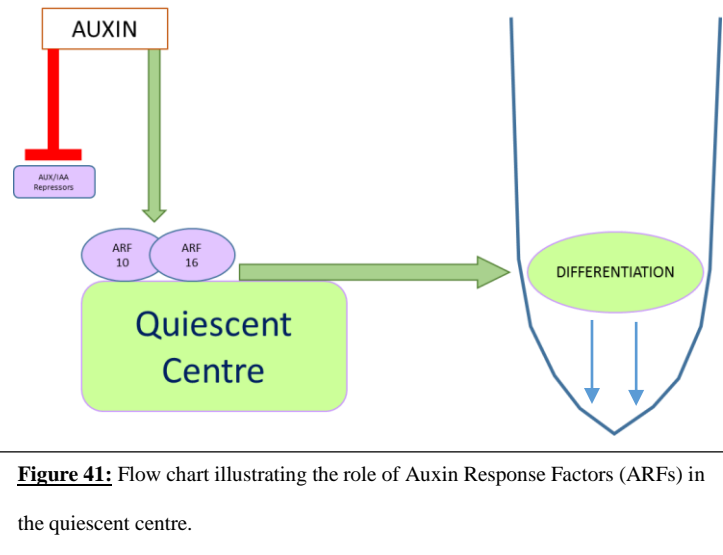 AUXIN
AUX/IAA
Repressors
ARF
10
ARF
16
Quiescent
Centre
DIFFERENTIATION
Figure 41: Flow chart illustrating the role of Auxin Response Factors (ARFs) in
the quiescent centre.